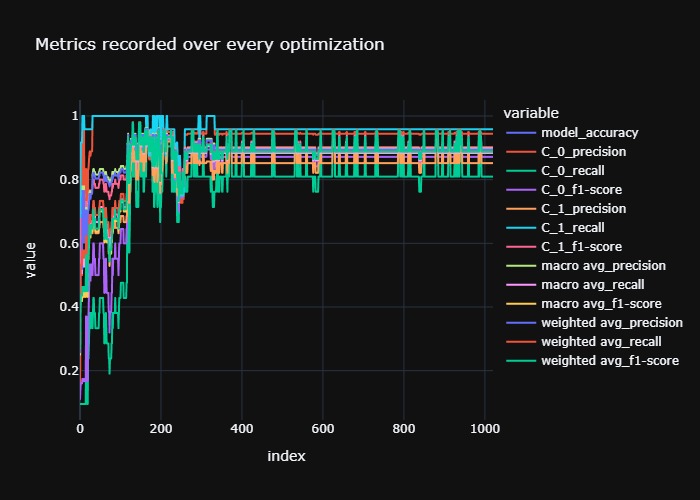 Metrics recorded over every optimization
variable
model_accuracy
C_0_precision
C_0_recall
C_0_f1-score
C_1_precision
C_1_recall
C_1_f1-score
macro avg_precision
macro avg_recall
macro avg_f1-score
weighted avg_precision
weighted avg_recall
weighted avg_f1-score
value
1
0.8
0.6
0.4
0.2
0
200
400
600
800
1000
index